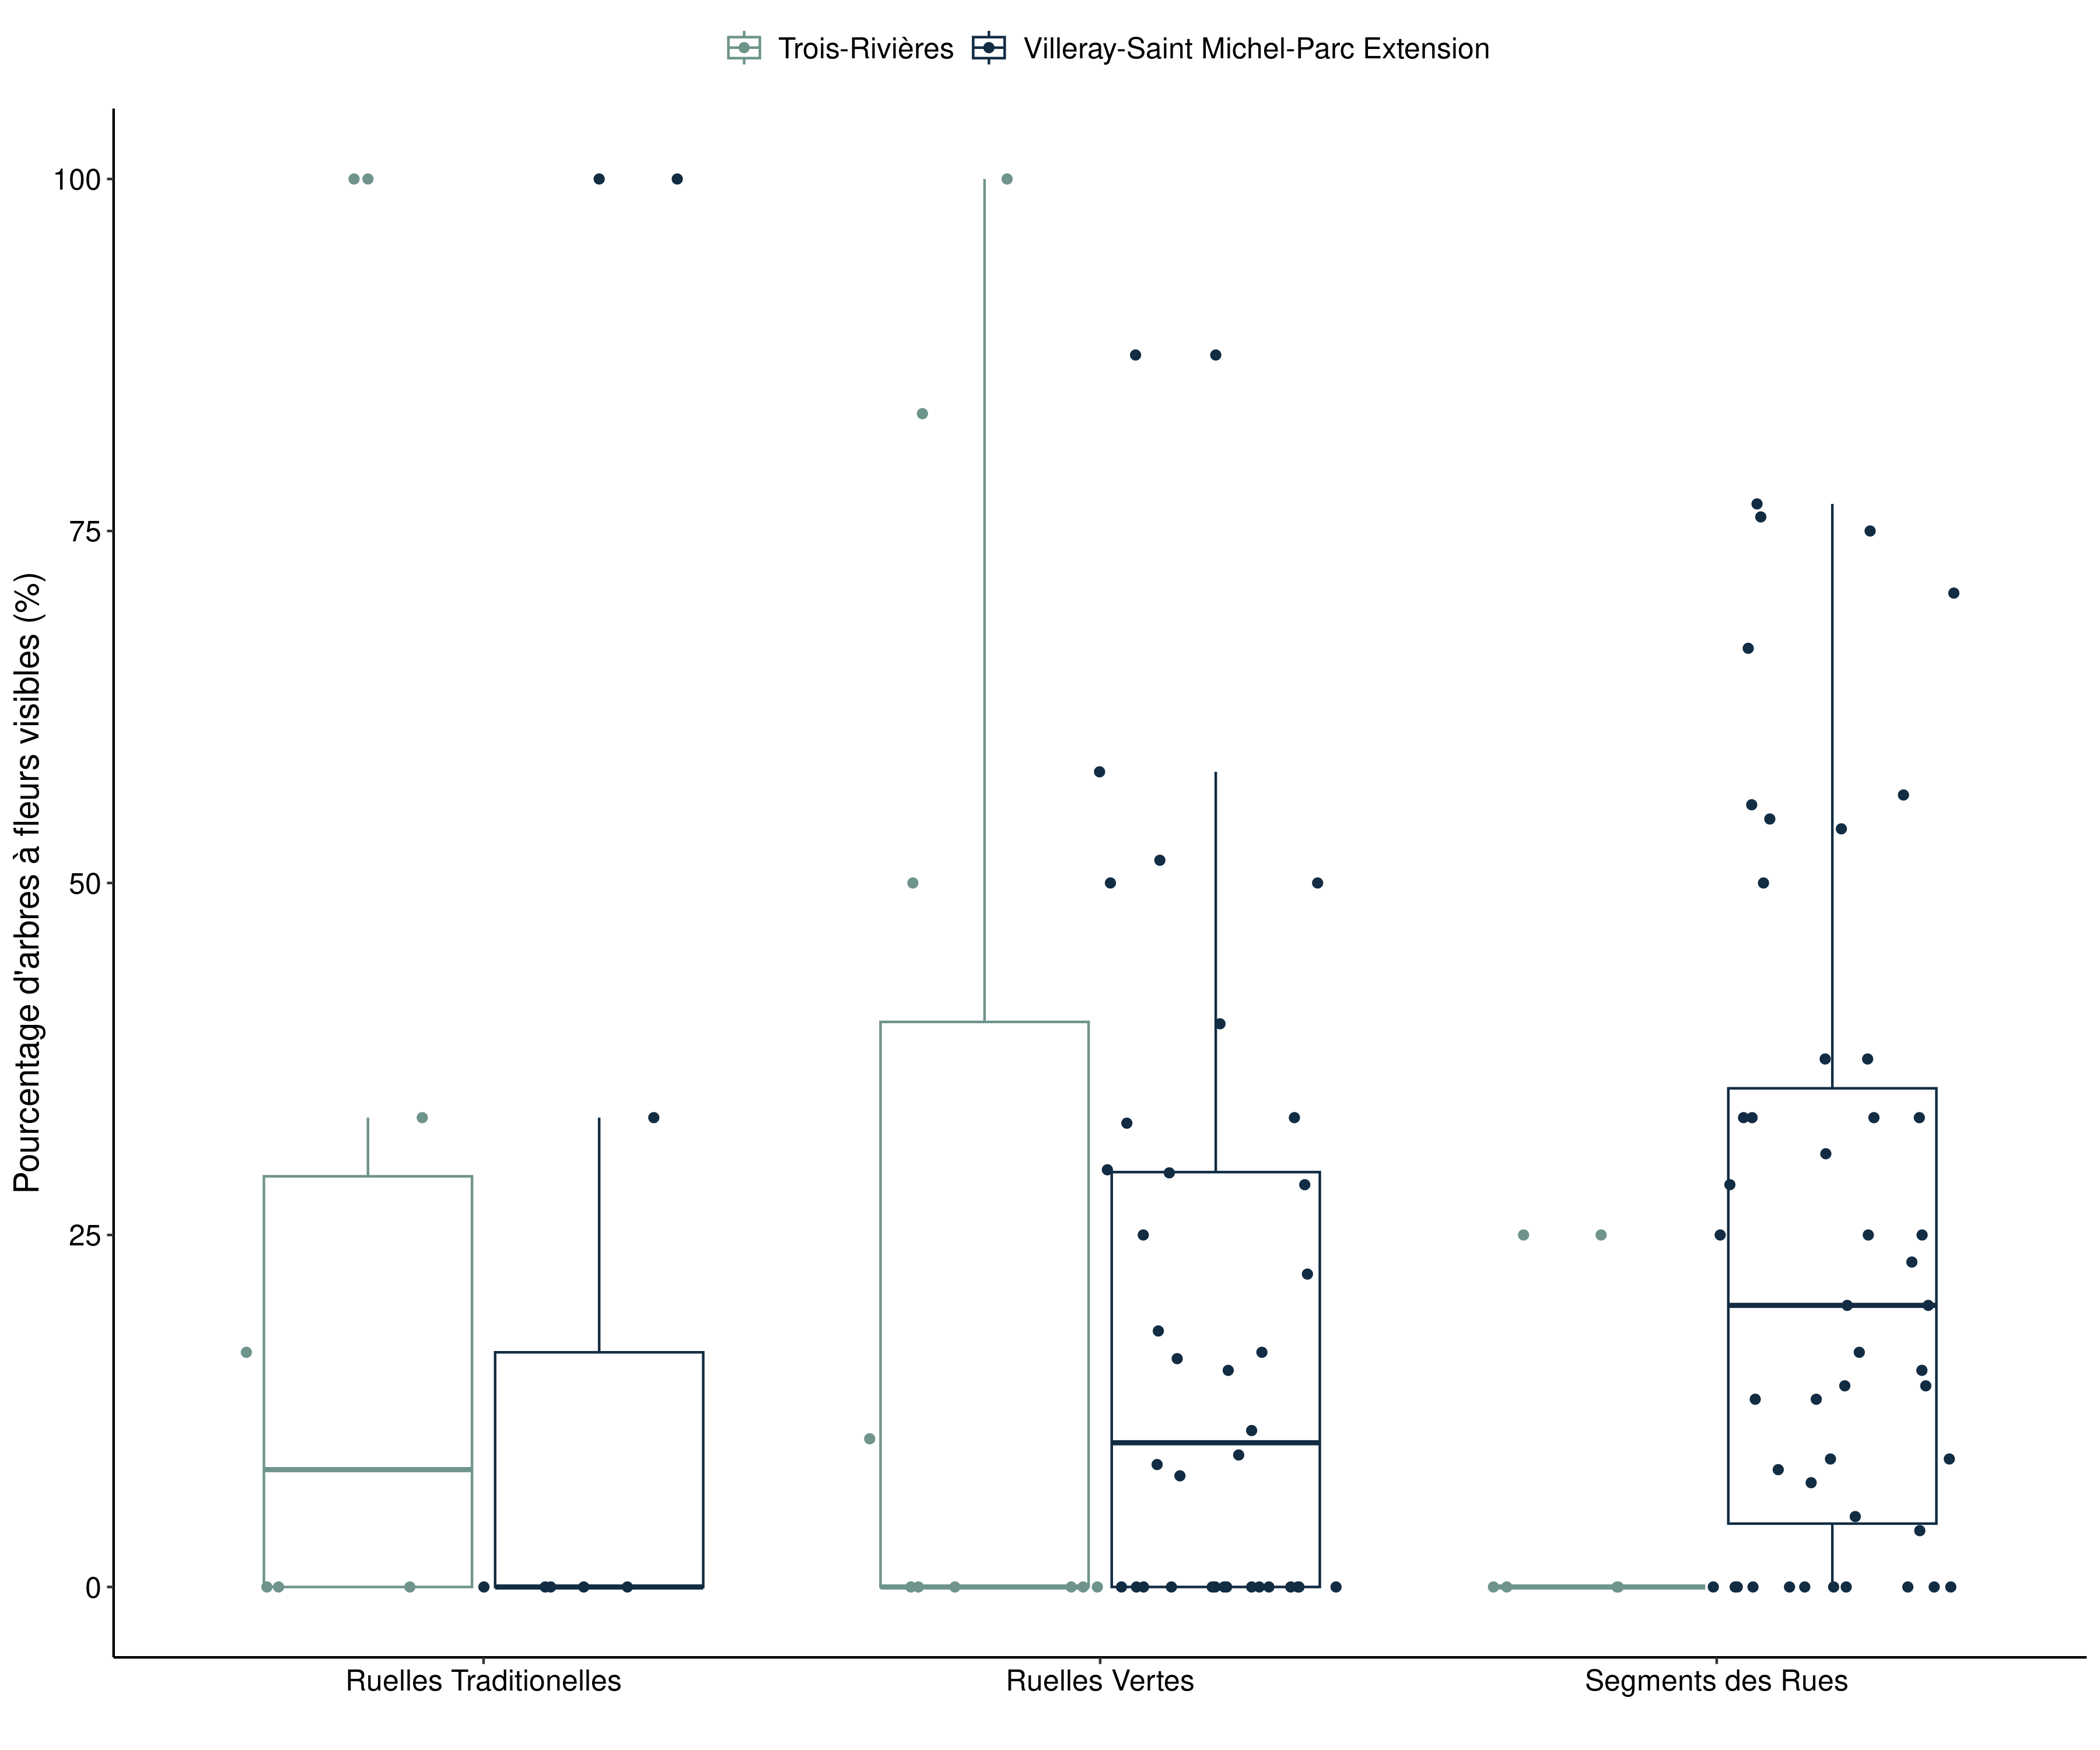 Trois-Rivières Villeray-Saint Michel-Parc Extension
Pourcentage d'arbres à fleurs visibles (%)
100
75
50
25
0
Ruelles Traditionelles Ruelles Vertes Segments des Rues